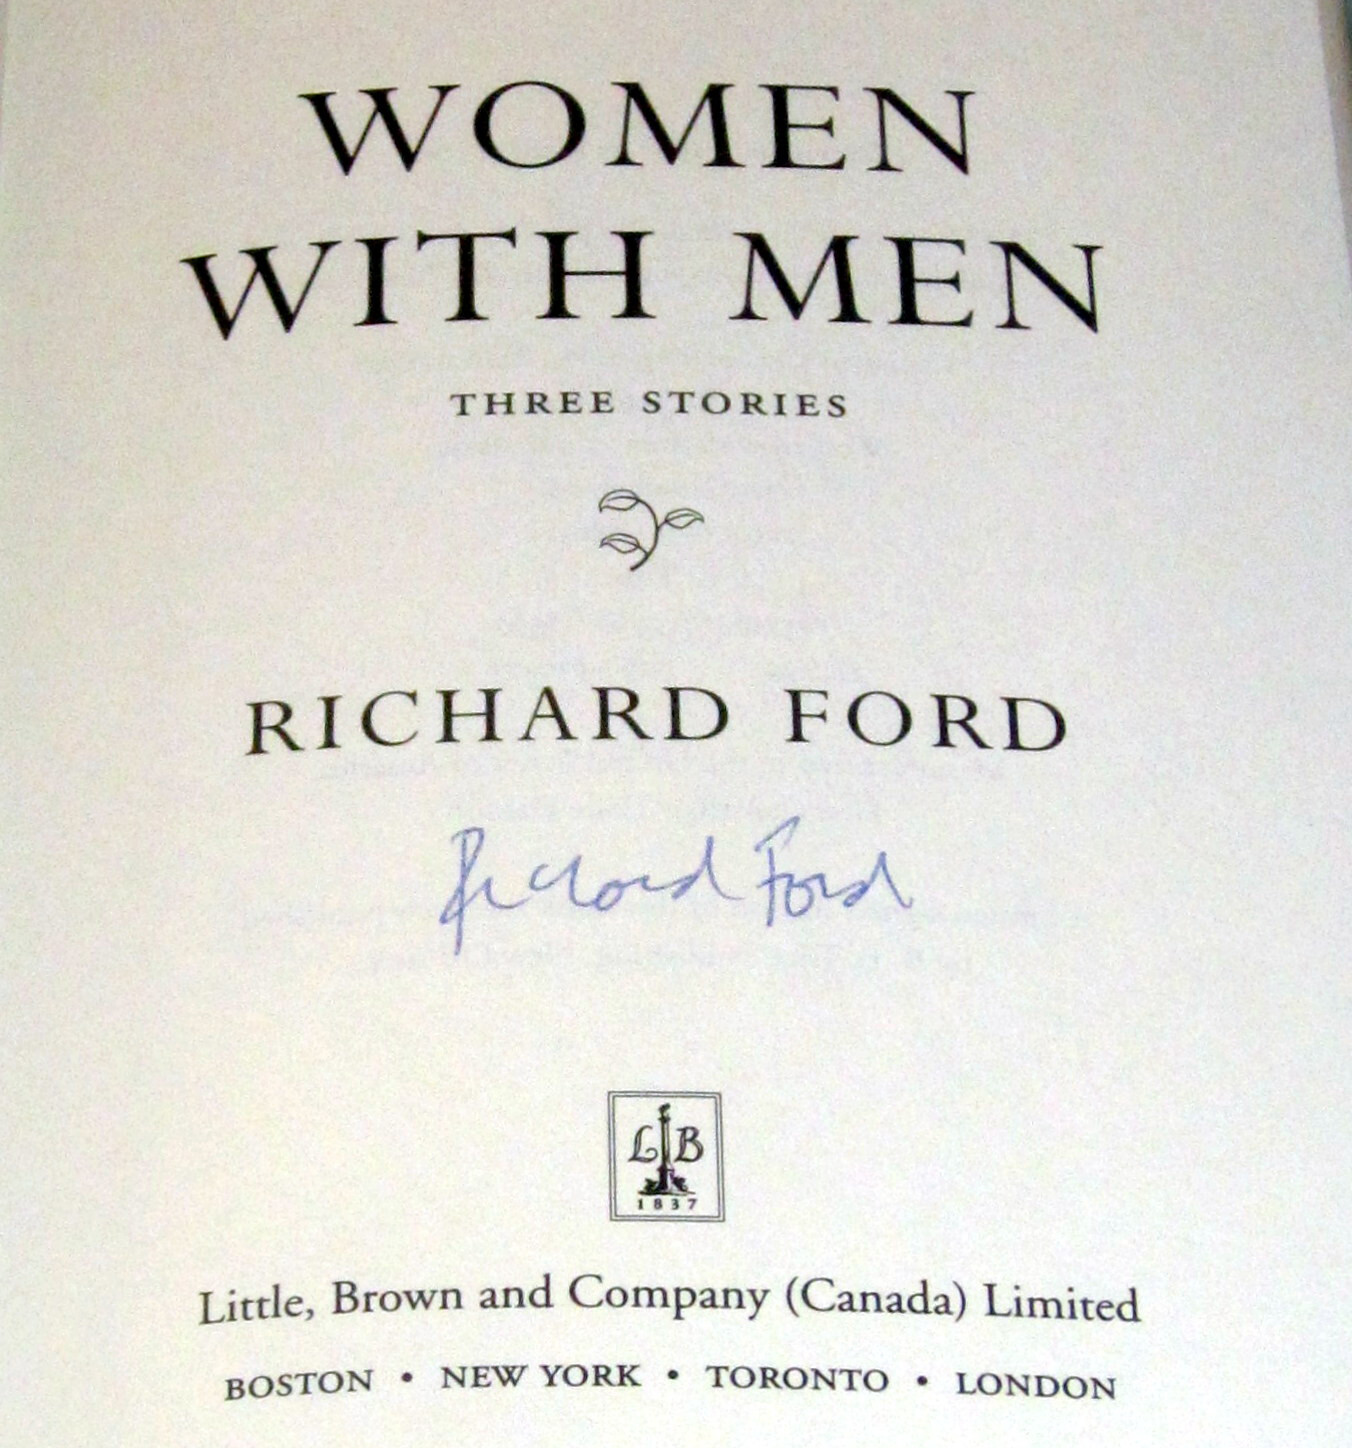 WOMEN
WITH MEN
THREE STORIES
RICHARD FORD
Richard Ford
L B
1837
Little, Brown and Company (Canada) Limited
BOSTON • NEW YORK • TORONTO • LONDON